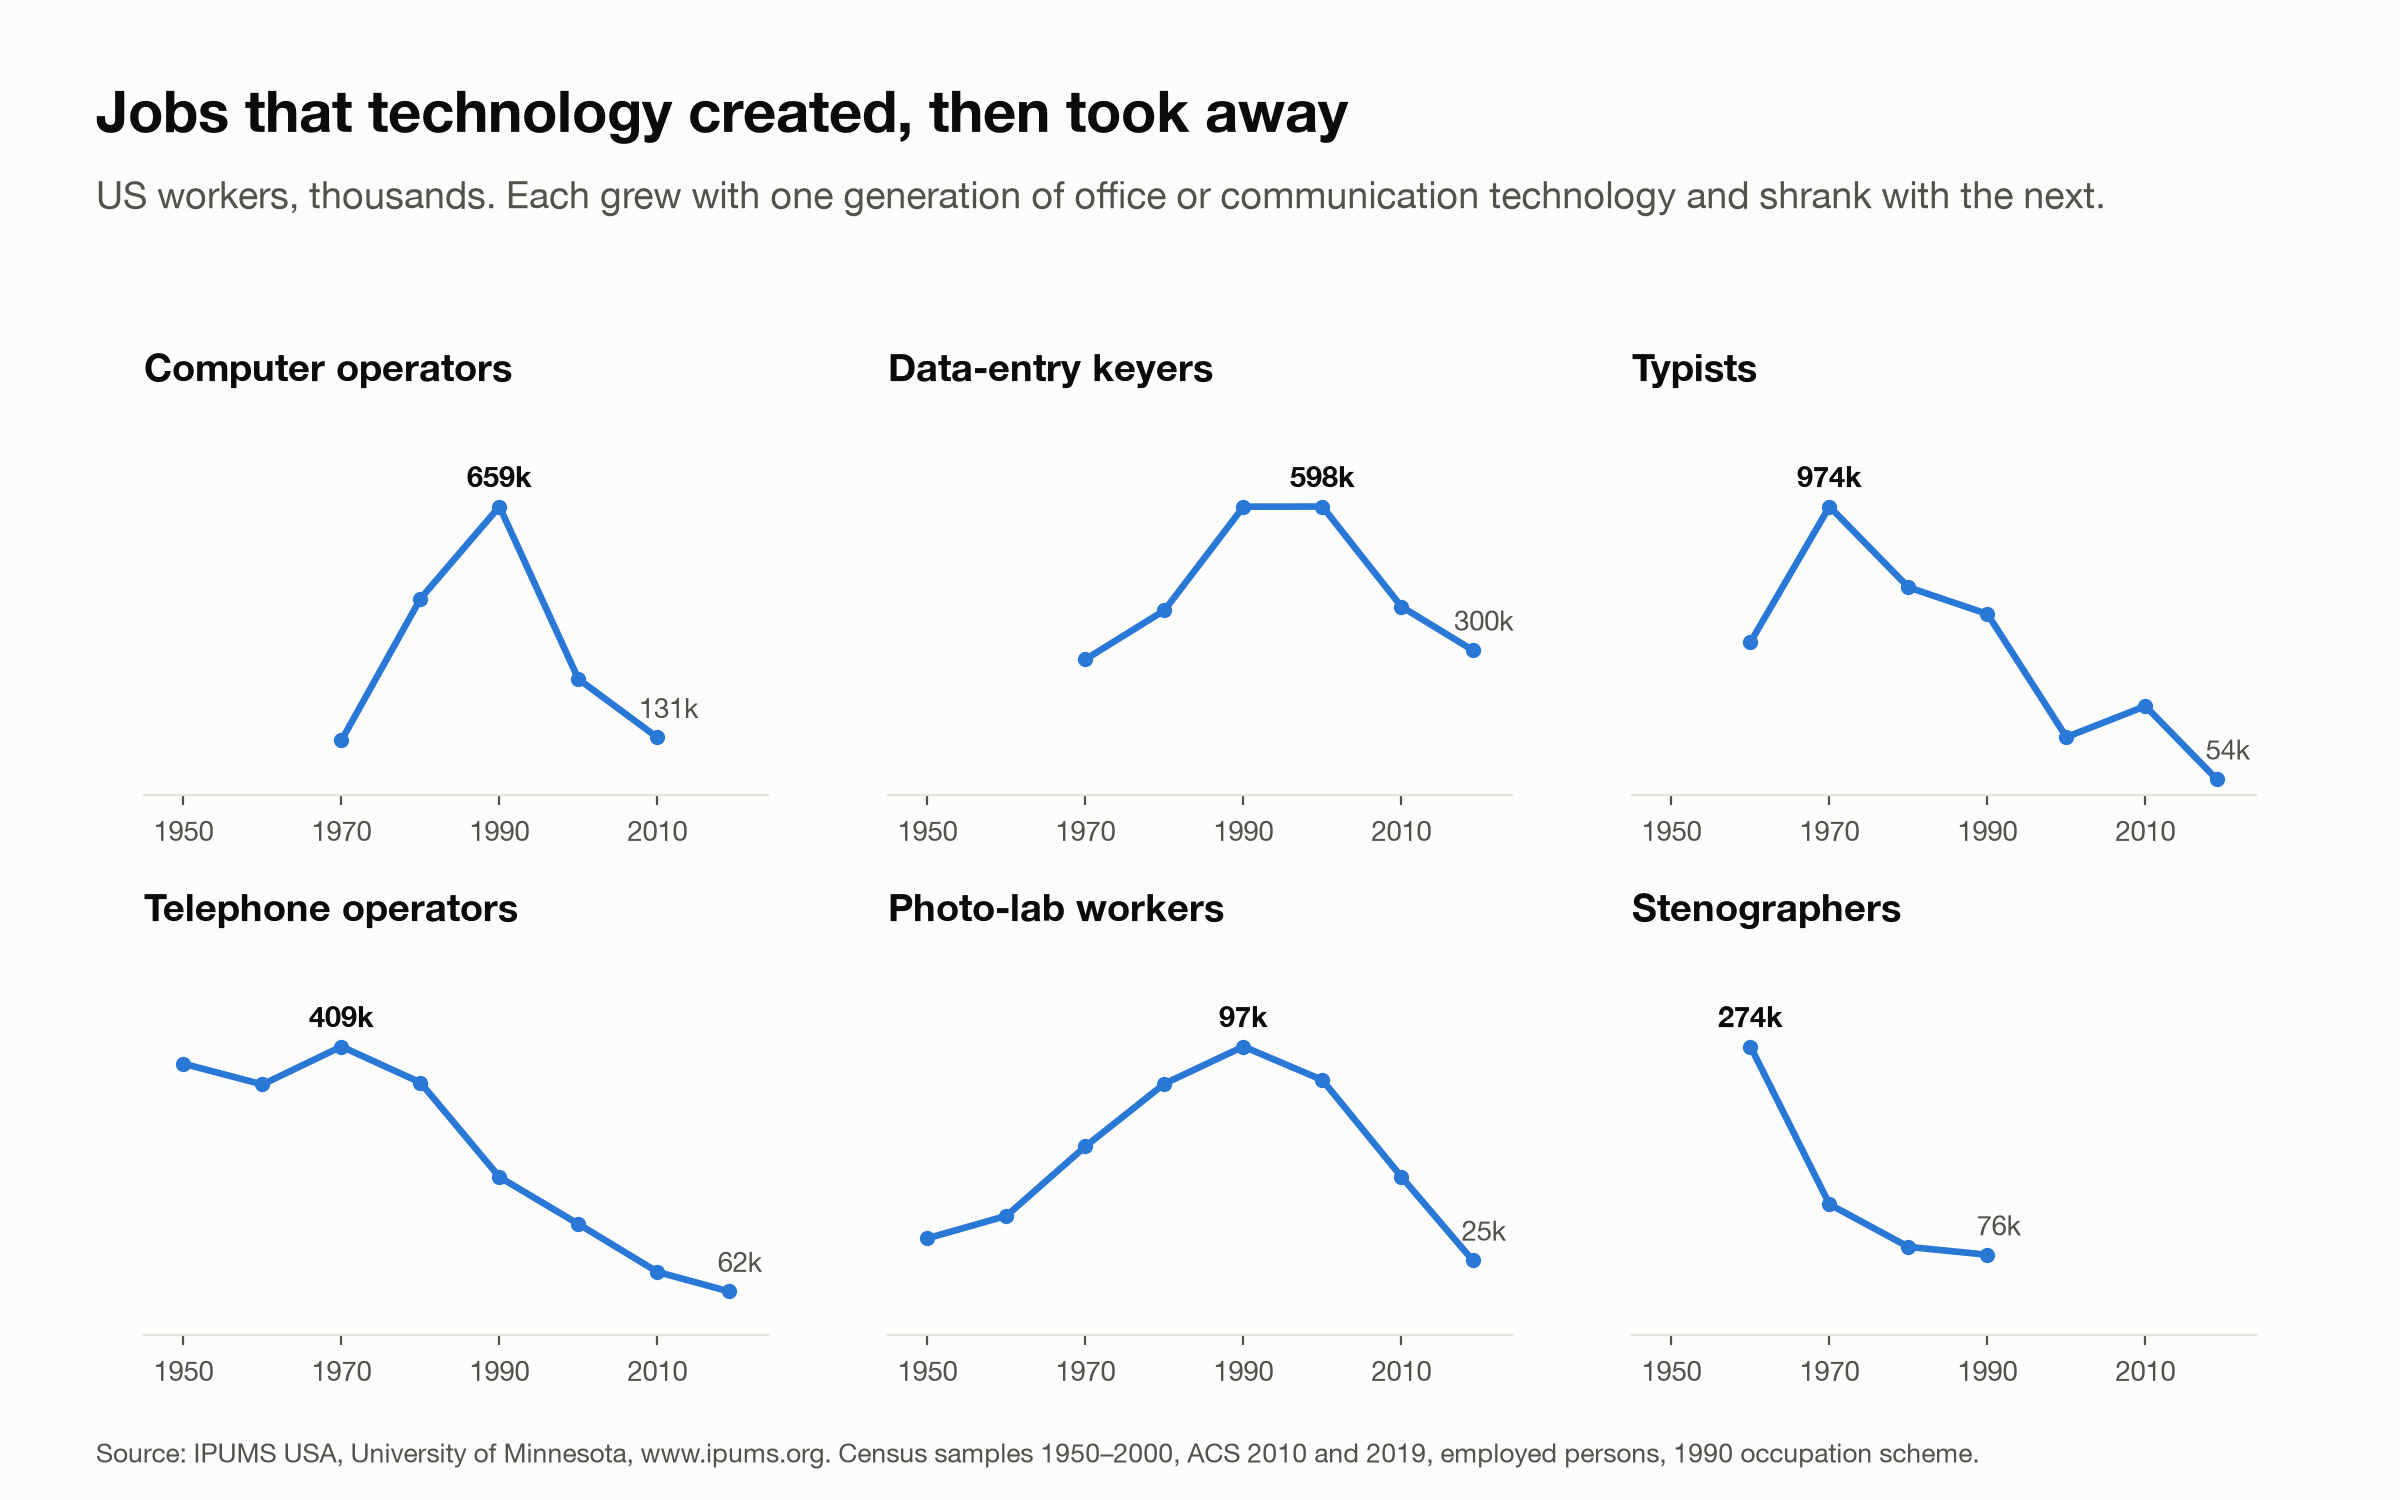 Jobs that technology created, then took away
US workers, thousands. Each grew with one generation of office or communication technology and shrank with the next.
Computer operators
659k
131k
1950 1970 1990 2010
Data-entry keyers
598k
300k
1950 1970 1990 2010
Typists
974k
54k
1950 1970 1990 2010
Telephone operators
409k
62k
1950 1970 1990 2010
Photo-lab workers
97k
25k
1950 1970 1990 2010
Stenographers
274k
76k
1950 1970 1990 2010
Source: IPUMS USA, University of Minnesota, www.ipums.org. Census samples 1950–2000, ACS 2010 and 2019, employed persons, 1990 occupation scheme.